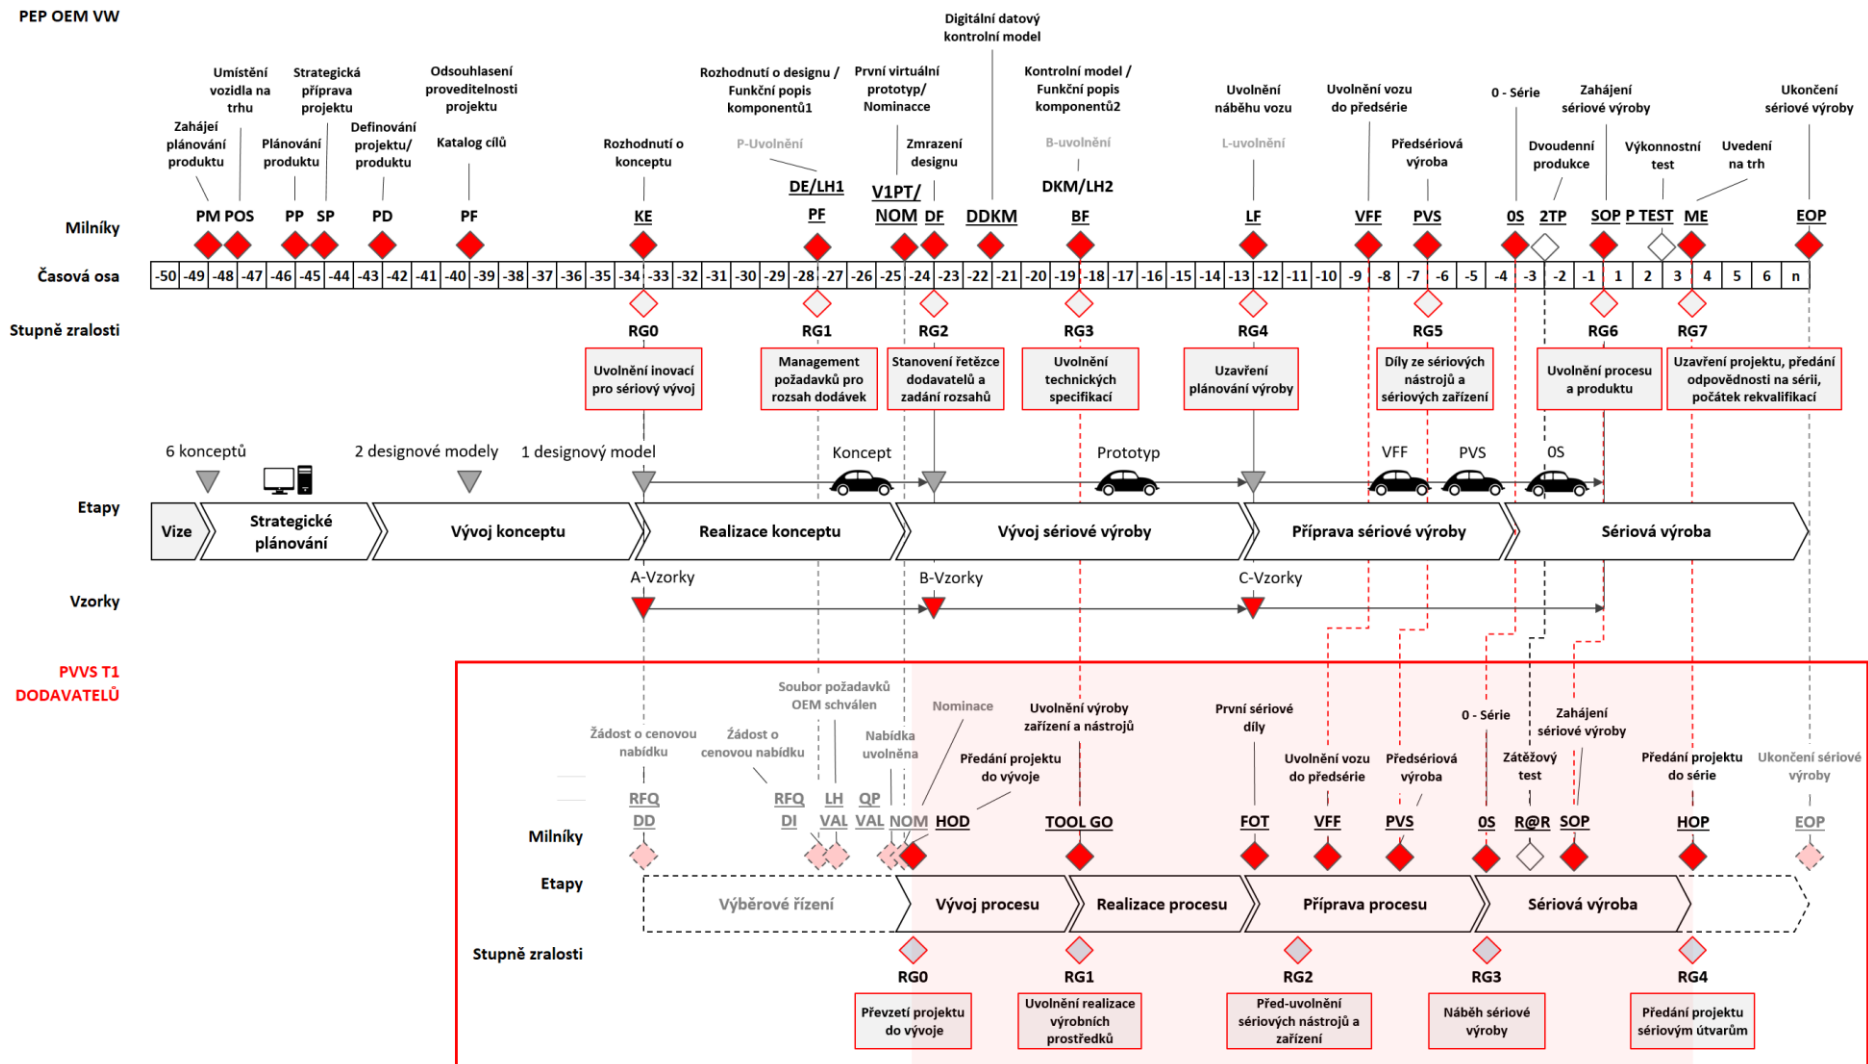 PEP OEM VW
Digitální datový
kontrolní model
Umístění
vozidla na
trhu
Strategická
příprava
projektu
Odsouhlasení
proveditelnosti
projektu
Rozhodnutí o designu /
Funkční popis
komponentů1
První virtuální
prototyp/
Nominacce
Kontrolní model /
Funkční popis
komponentů2
Uvolnění
náběhu vozu
Uvolnění vozu
do předsérie
0 - Série
Zahájení
sériové výroby
Ukončení
sériové výroby
Zahájeí
plánování
produktu
Plánování
produktu
Definování
projektu/
produktu
Katalog cílů
Rozhodnutí o
konceptu
P-Uvolnění
Zmrazení
designu
B-uvolnění
L-uvolnění
Předsériová
výroba
Dvoudenní
produkce
Výkonnostní
test
Uvedení
na trh
DE/LH1
V1PT/
DKM/LH2
Milníky
PM POS PP SP PD PF KE PF NOM DF DDKM BF LF VFF PVS 0S 2TP SOP P TEST ME EOP
Časová osa
-50 -49 -48 -47 -46 -45 -44 -43 -42 -41 -40 -39 -38 -37 -36 -35 -34 -33 -32 -31 -30 -29 -28 -27 -26 -25 -24 -23 -22 -21 -20 -19 -18 -17 -16 -15 -14 -13 -12 -11 -10 -9 -8 -7 -6 -5 -4 -3 -2 -1 1 2 3 4 5 6 n
Stupně zralosti
RG0 RG1 RG2 RG3 RG4 RG5 RG6 RG7
Uvolnění inovací
pro sériový vývoj
Management
požadavků pro
rozsah dodávek
Stanovení řetězce
dodavatelů a
zadání rozsahů
Uvolnění
technických
specifikací
Uzavření
plánování výroby
Díly ze sériových
nástrojů a
sériových zařízení
Uvolnění procesu
a produktu
Uzavření projektu, předání
odpovědnosti na sérii,
počátek rekvalifikací
6 konceptů
2 designové modely
1 designový model
Koncept
Prototyp
VFF
PVS
0S
Etapy
Vize
Strategické
plánování
Vývoj konceptu
Realizace konceptu
Vývoj sériové výroby
Příprava sériové výroby
Sériová výroba
Vzorky
A-Vzorky
B-Vzorky
C-Vzorky
PVVS T1
DODAVATELŮ
Žádost o cenovou
nabídku
Žádost o
cenovou nabídku
Soubor požadavků
OEM schválen
Nabídka
uvolněna
Nominace
Předání projektu
do vývoje
Uvolnění výroby
zařízení a nástrojů
První sériové
díly
Uvolnění vozu
do předsérie
Předsériová
výroba
0 - Série
Zátěžový
test
Zahájení
sériové výroby
Předání projektu
do série
Ukončení sériové
výroby
RFQ RFQ LH QP
Milníky
DD DI VAL VAL NOM HOD TOOL GO FOT VFF PVS 0S R@R SOP HOP EOP
Etapy
Výběrové řízení
Vývoj procesu
Realizace procesu
Příprava procesu
Sériová výroba
Stupně zralosti
RG0 RG1 RG2 RG3 RG4
Převzetí projektu
do vývoje
Uvolnění realizace
výrobních
prostředků
Před-uvolnění
sériových nástrojů a
zařízení
Náběh sériové
výroby
Předání projektu
sériovým útvarům